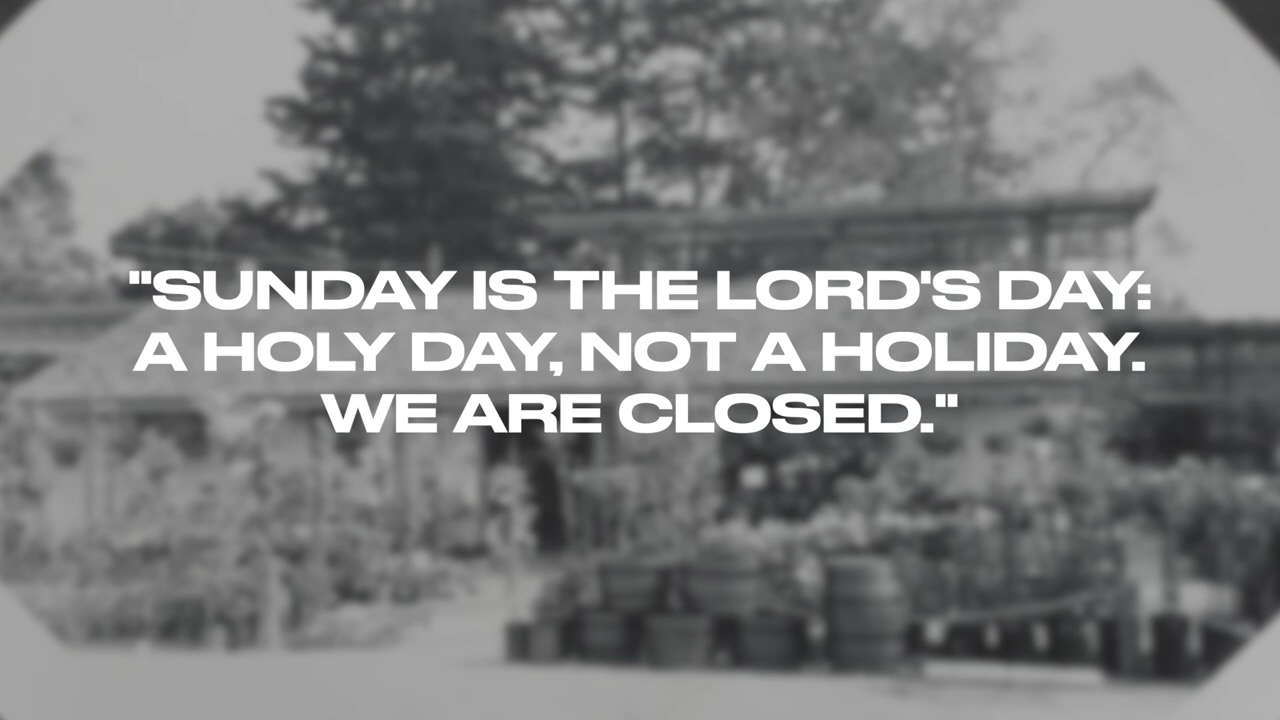 "SUNDAY IS THE LORD'S DAY:
A HOLY DAY, NOT A HOLIDAY.
WE ARE CLOSED."